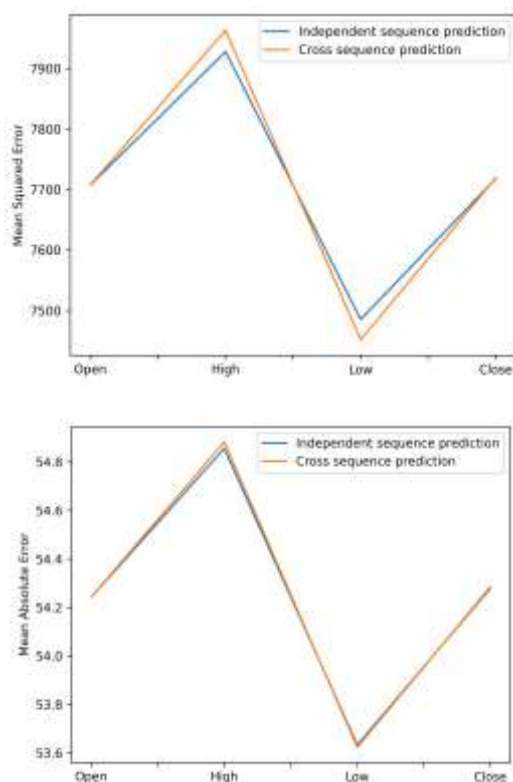 Independent sequence prediction
Cross sequence prediction
7900
7800
7700
7600
7500
Mean Squared Error
Open High Low Close
Independent sequence prediction
Cross sequence prediction
54.8
54.6
54.4
54.2
54.0
53.8
53.6
Mean Absolute Error
Open High Low Close